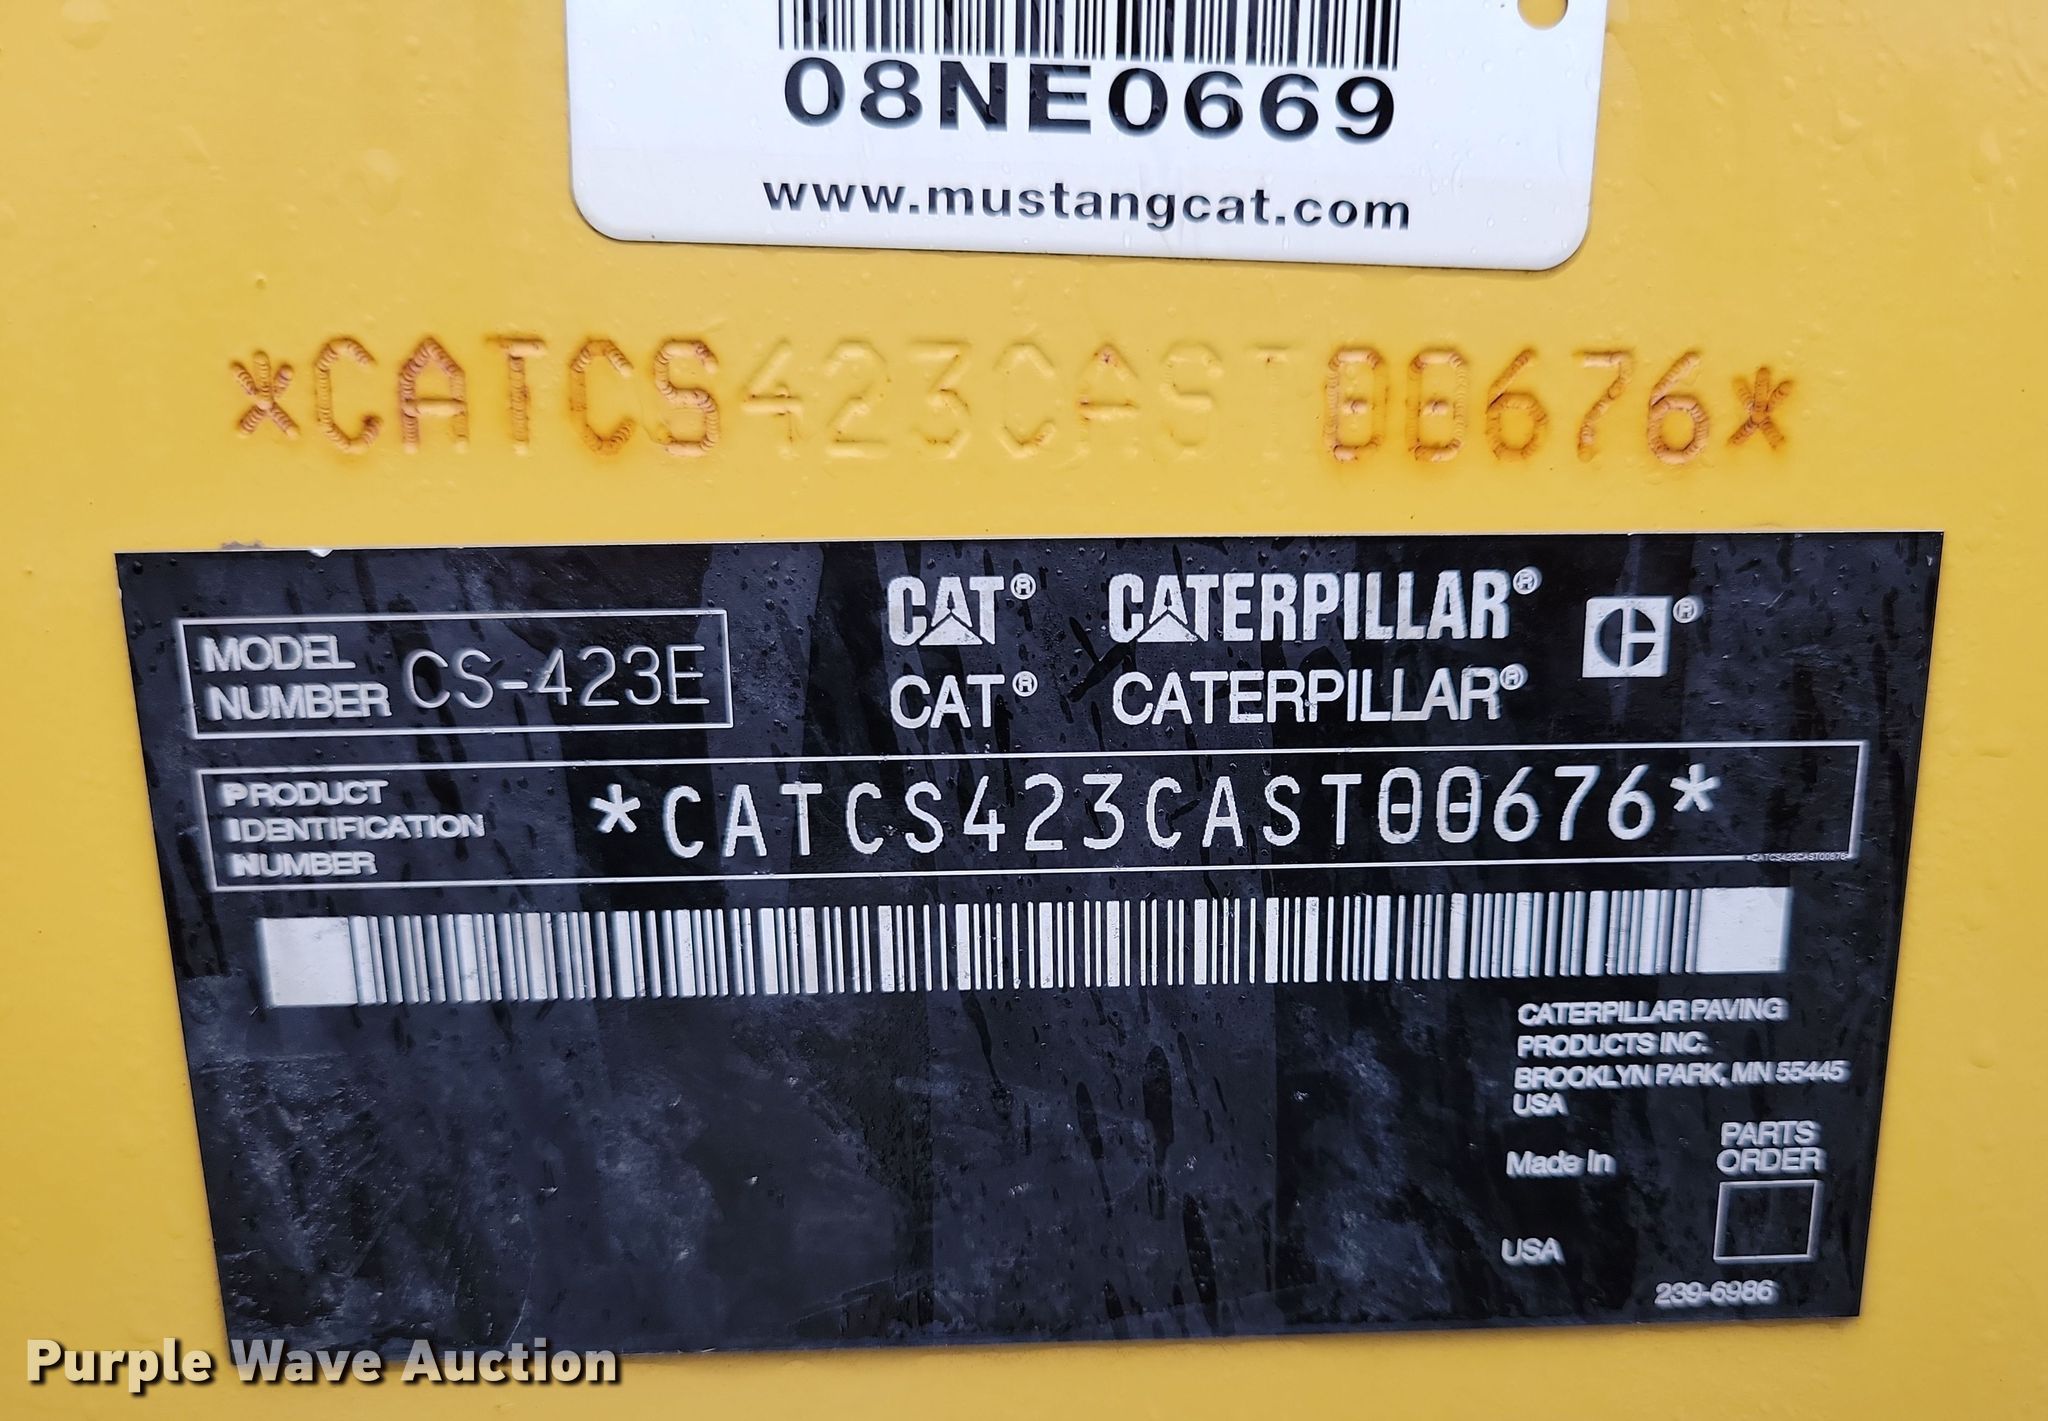 08NE0669
www.mustangcat.com
*CATCS423CAST00676*
CAT® CATERPILLAR® ®
MODEL NUMBER CS-423E
CAT® CATERPILLAR®
PRODUCT IDENTIFICATION NUMBER *CATCS423CAST00676*
*CATCS423CAST00676*
CATERPILLAR PAVING
PRODUCTS INC.
BROOKLYN PARK, MN 55445
USA
PARTS
ORDER
Made In
USA
239-6986
Purple Wave Auction